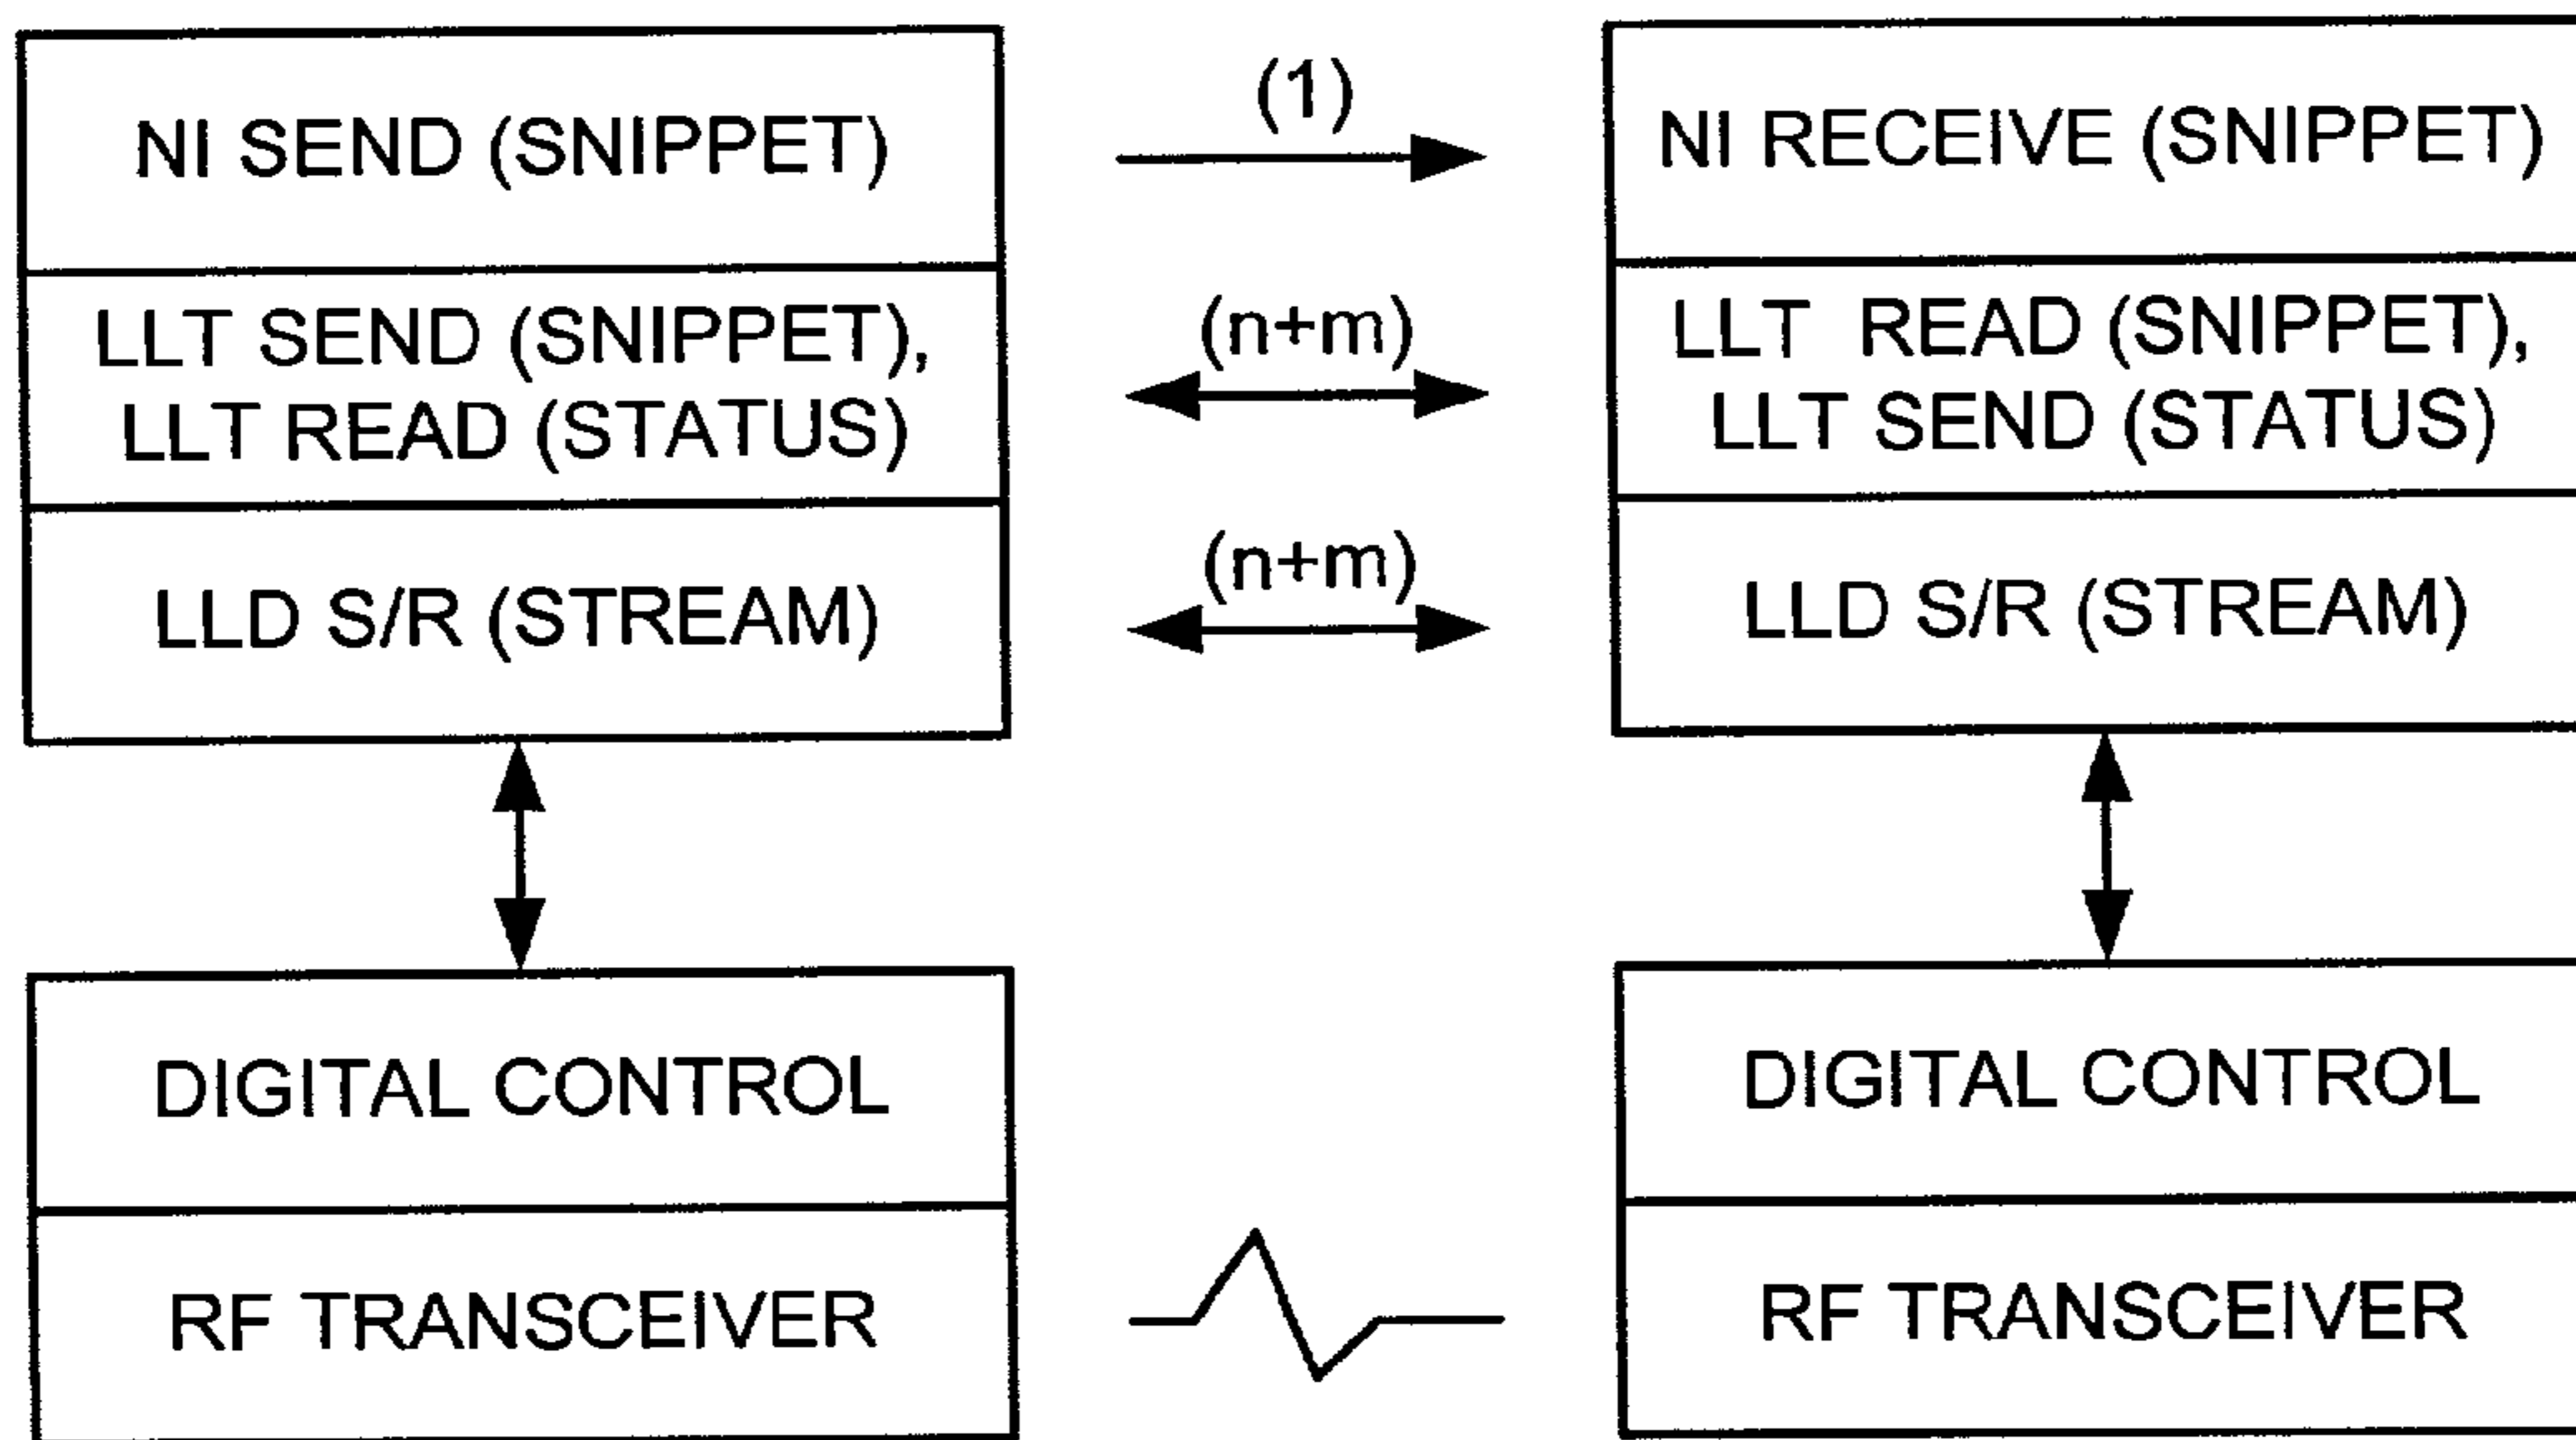 NI SEND (SNIPPET)
(1)
NI RECEIVE (SNIPPET)
LLT SEND (SNIPPET),
LLT READ (STATUS)
(n+m)
LLT READ (SNIPPET),
LLT SEND (STATUS)
LLD S/R (STREAM)
(n+m)
LLD S/R (STREAM)
DIGITAL CONTROL
DIGITAL CONTROL
RF TRANSCEIVER
RF TRANSCEIVER